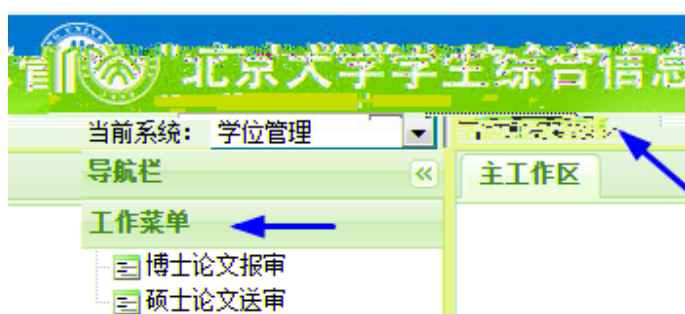 北京大学学生综合信息
当前系统： 学位管理
导航栏
主工作区
工作菜单
博士论文报审
硕士论文送审